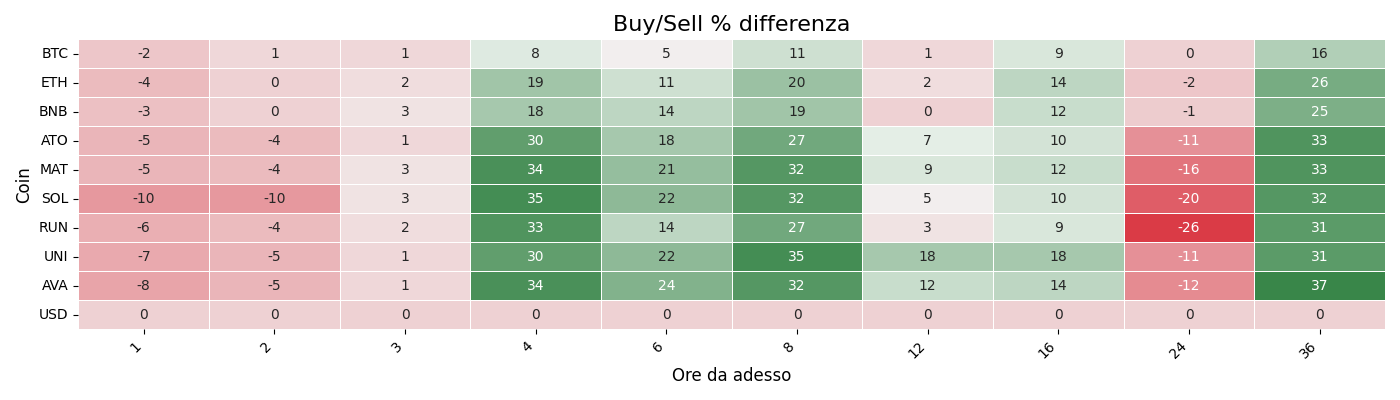 Buy/Sell % differenza
Coin
BTC -2 1 1 8 5 11 1 9 0 16
ETH -4 0 2 19 11 20 2 14 -2 26
BNB -3 0 3 18 14 19 0 12 -1 25
ATO -5 -4 1 30 18 27 7 10 -11 33
MAT -5 -4 3 34 21 32 9 12 -16 33
SOL -10 -10 3 35 22 32 5 10 -20 32
RUN -6 -4 2 33 14 27 3 9 -26 31
UNI -7 -5 1 30 22 35 18 18 -11 31
AVA -8 -5 1 34 24 32 12 14 -12 37
USD 0 0 0 0 0 0 0 0 0 0
1 2 3 4 6 8 12 16 24 36
Ore da adesso